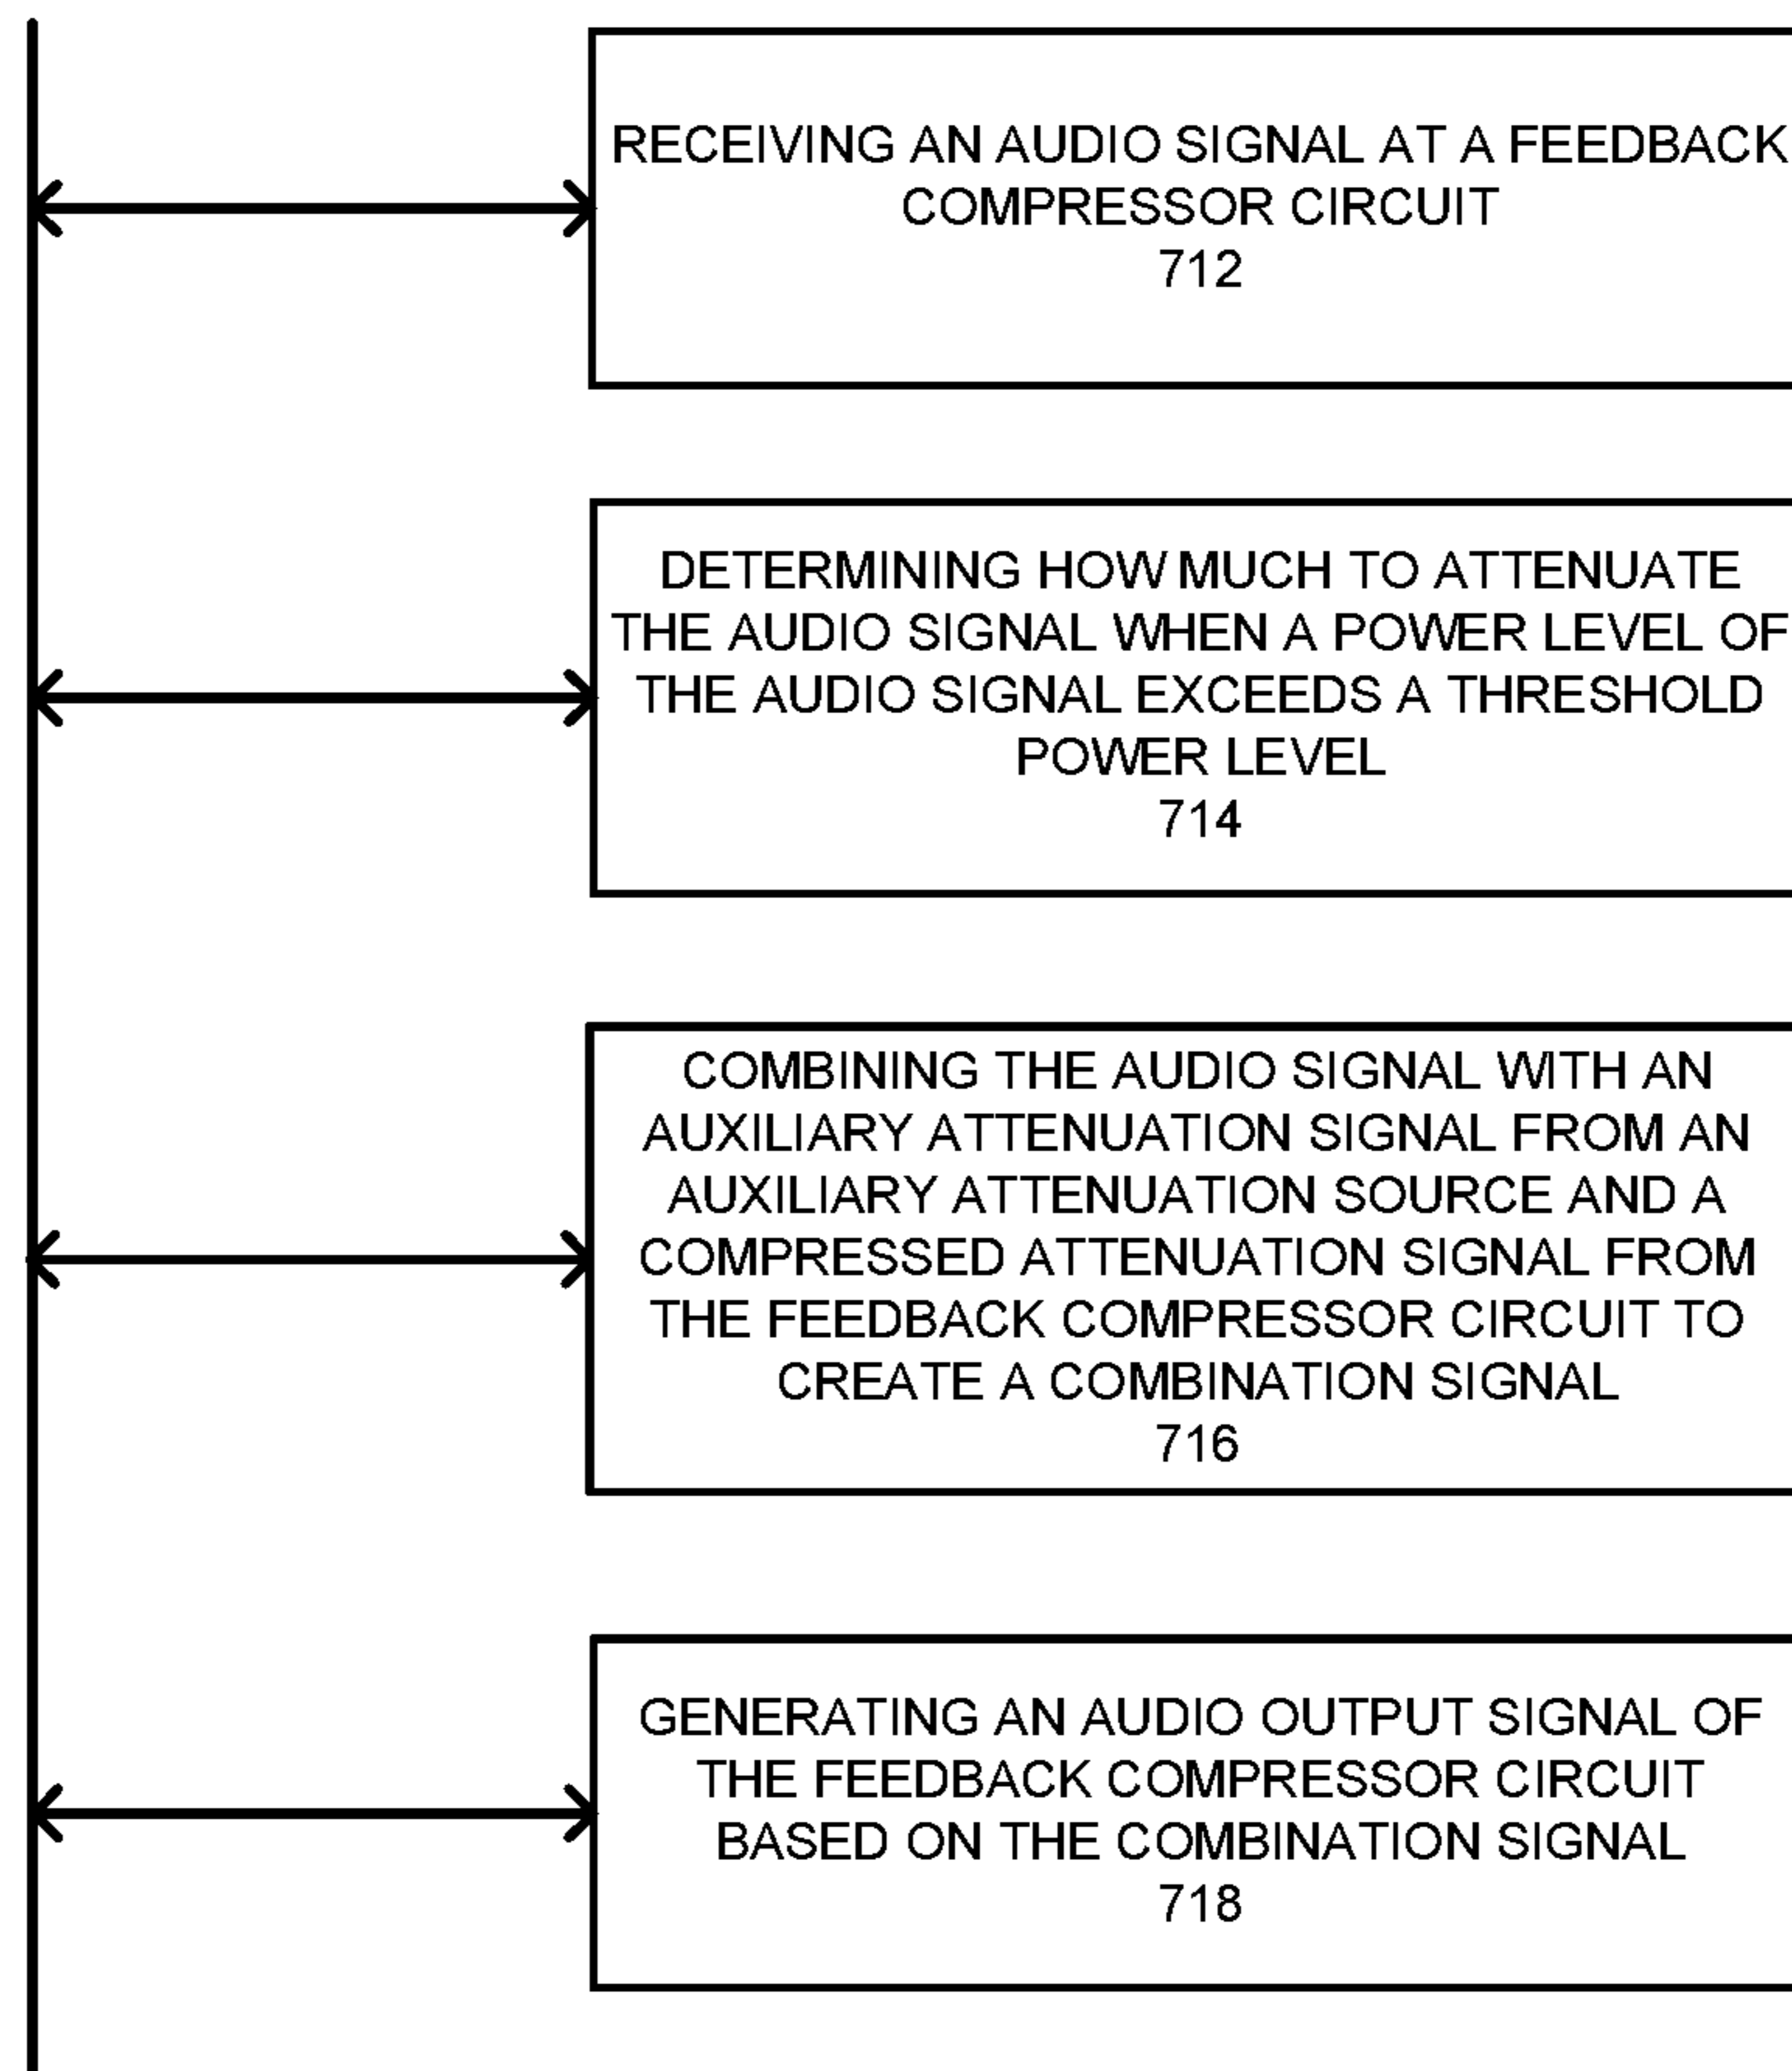 RECEIVING AN AUDIO SIGNAL AT A FEEDBACK
COMPRESSOR CIRCUIT
712
DETERMINING HOW MUCH TO ATTENUATE
THE AUDIO SIGNAL WHEN A POWER LEVEL OF
THE AUDIO SIGNAL EXCEEDS A THRESHOLD
POWER LEVEL
714
COMBINING THE AUDIO SIGNAL WITH AN
AUXILIARY ATTENUATION SIGNAL FROM AN
AUXILIARY ATTENUATION SOURCE AND A
COMPRESSED ATTENUATION SIGNAL FROM
THE FEEDBACK COMPRESSOR CIRCUIT TO
CREATE A COMBINATION SIGNAL
716
GENERATING AN AUDIO OUTPUT SIGNAL OF
THE FEEDBACK COMPRESSOR CIRCUIT
BASED ON THE COMBINATION SIGNAL
718